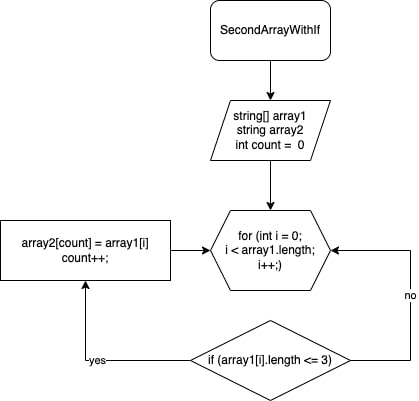 SecondArrayWithIf
string[] array1
string array2
int count =  0
for (int i = 0;
i < array1.length;
i++;)
array2[count] = array1[i]
count++;
no
yes
if (array1[i].length <= 3)